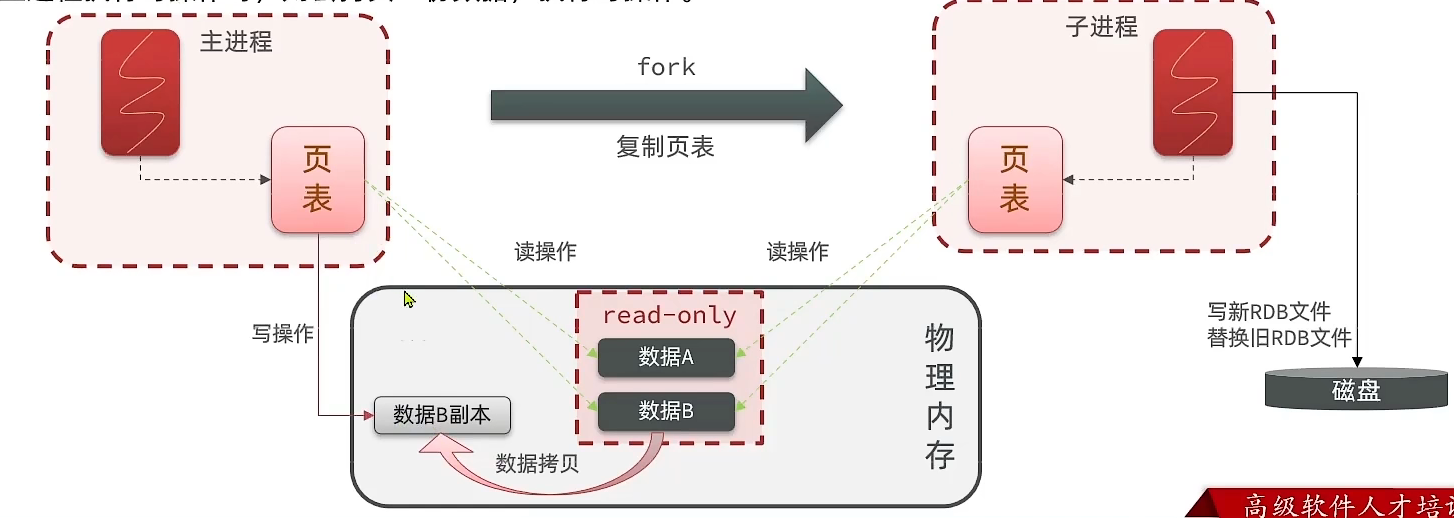 主进程
子进程
fork
复制页表
页
表
页
表
读操作
读操作
写操作
read-only
数据A
数据B
数据B副本
数据拷贝
物
理
内
存
写新RDB文件
替换旧RDB文件
磁盘
高级软件人才培